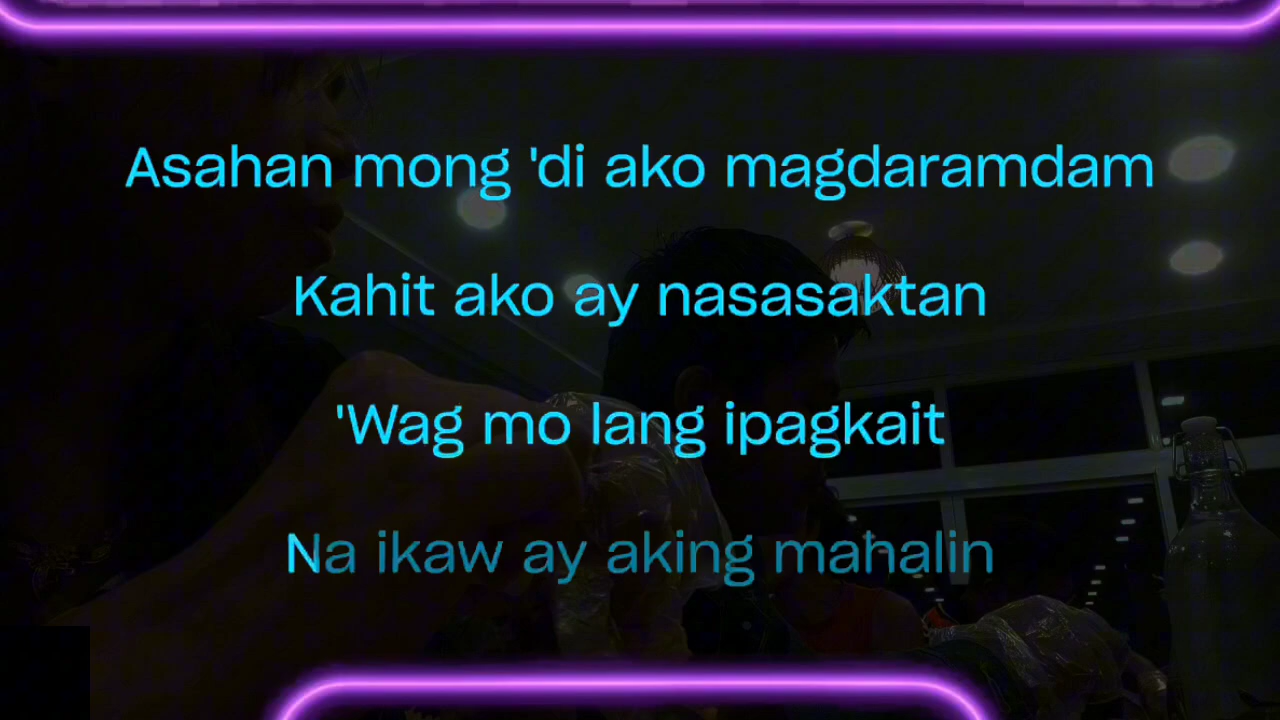 Asahan mong 'di ako magdaramdam
Kahit ako ay nasasaktan
'Wag mo lang ipagkait
Na ikaw ay aking mahalin